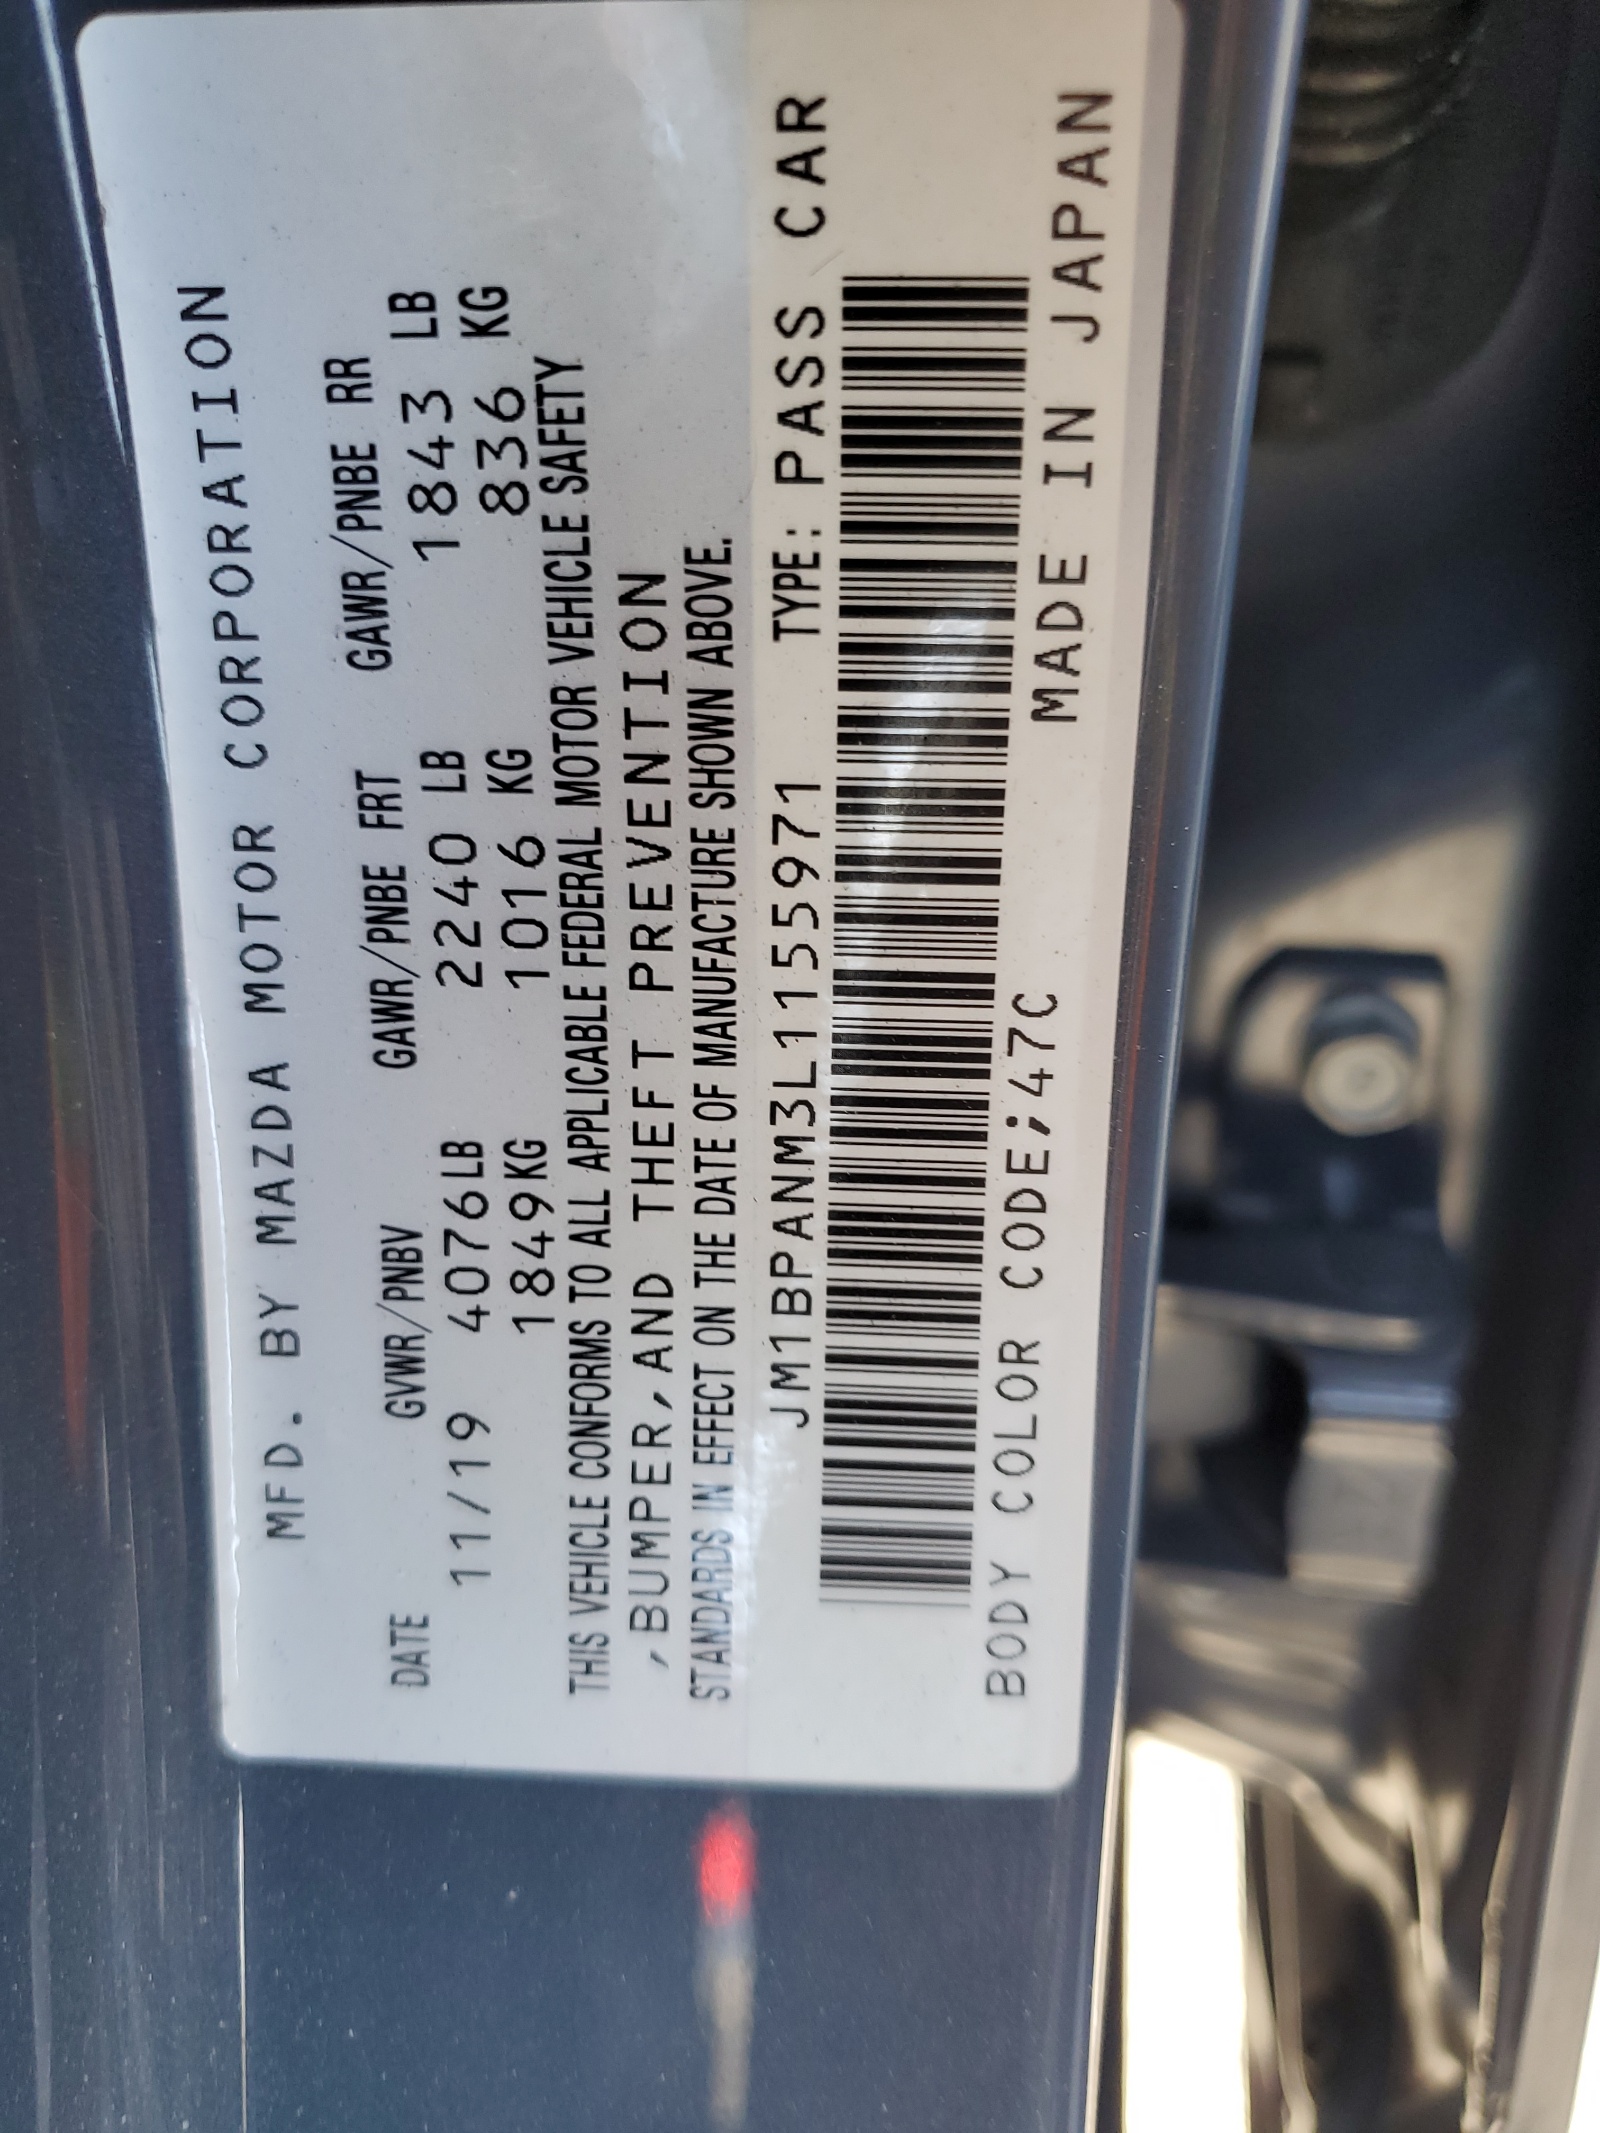 MFD. BY MAZDA MOTOR CORPORATION
DATE GVWR/PNBV GAWR/PNBE FRT GAWR/PNBE RR
11/19 4076LB 2240 LB 1843 LB
1849KG 1016 KG 836 KG
THIS VEHICLE CONFORMS TO ALL APPLICABLE FEDERAL MOTOR VEHICLE SAFETY
,BUMPER,AND THEFT PREVENTION
STANDARDS IN EFFECT ON THE DATE OF MANUFACTURE SHOWN ABOVE.
JM1BPANM3L1155971 TYPE: PASS CAR
BODY COLOR CODE;47C MADE IN JAPAN